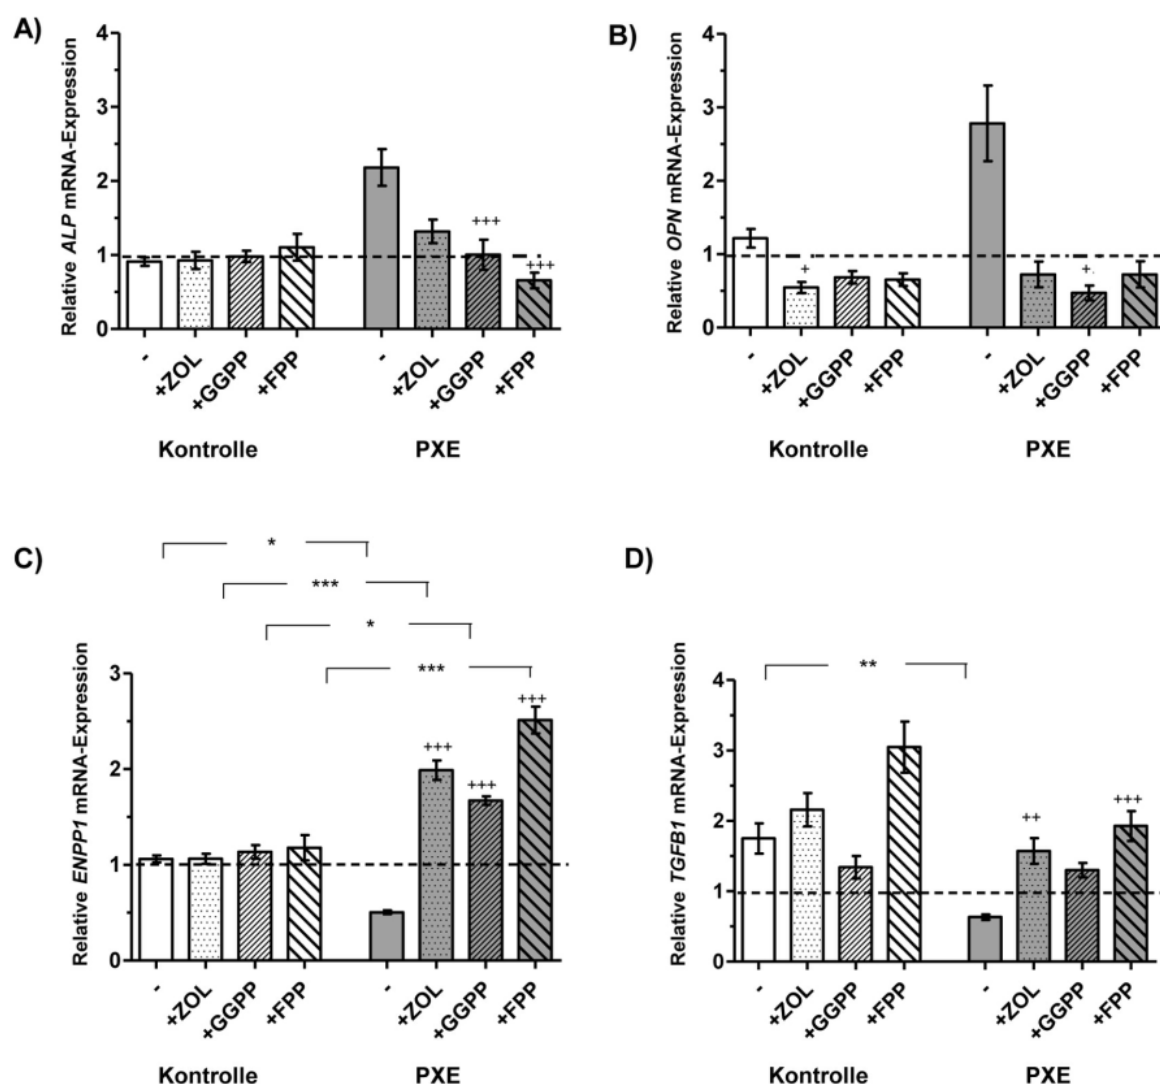 A)
Relative ALP mRNA-Expression
4
3
2
1
0
+++
+++
-
+ZOL
+GGPP
+FPP
-
+ZOL
+GGPP
+FPP
Kontrolle
PXE
B)
Relative OPN mRNA-Expression
4
3
2
1
0
+
+
-
+ZOL
+GGPP
+FPP
-
+ZOL
+GGPP
+FPP
Kontrolle
PXE
C)
*
***
*
***
Relative ENPP1 mRNA-Expression
3
2
1
0
+++
+++
+++
-
+ZOL
+GGPP
+FPP
-
+ZOL
+GGPP
+FPP
Kontrolle
PXE
D)
**
Relative TGFB1 mRNA-Expression
4
3
2
1
0
++
+++
-
+ZOL
+GGPP
+FPP
-
+ZOL
+GGPP
+FPP
Kontrolle
PXE